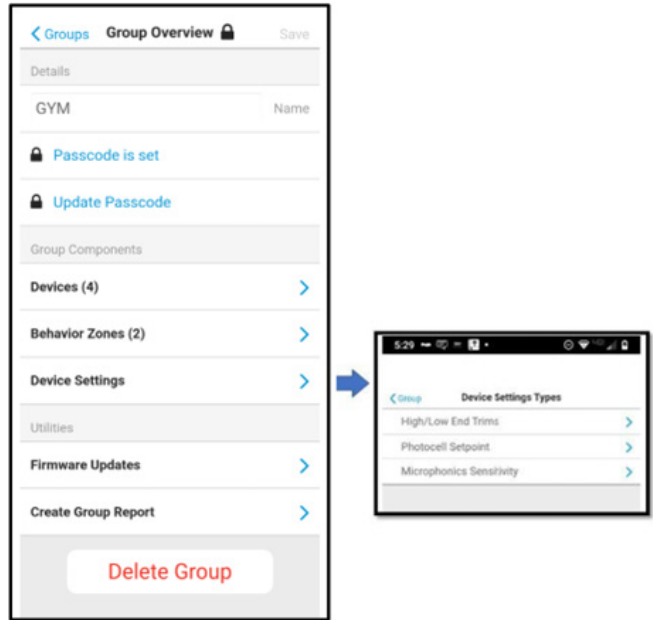 Groups Group Overview Save
Details
GYM Name
Passcode is set
Update Passcode
Group Components
Devices (4)
Behavior Zones (2)
Device Settings
Utilities
Firmware Updates
Create Group Report
Delete Group
5:29
Group Device Settings Types
High/Low End Trims
Photocell Setpoint
Microphonics Sensitivity